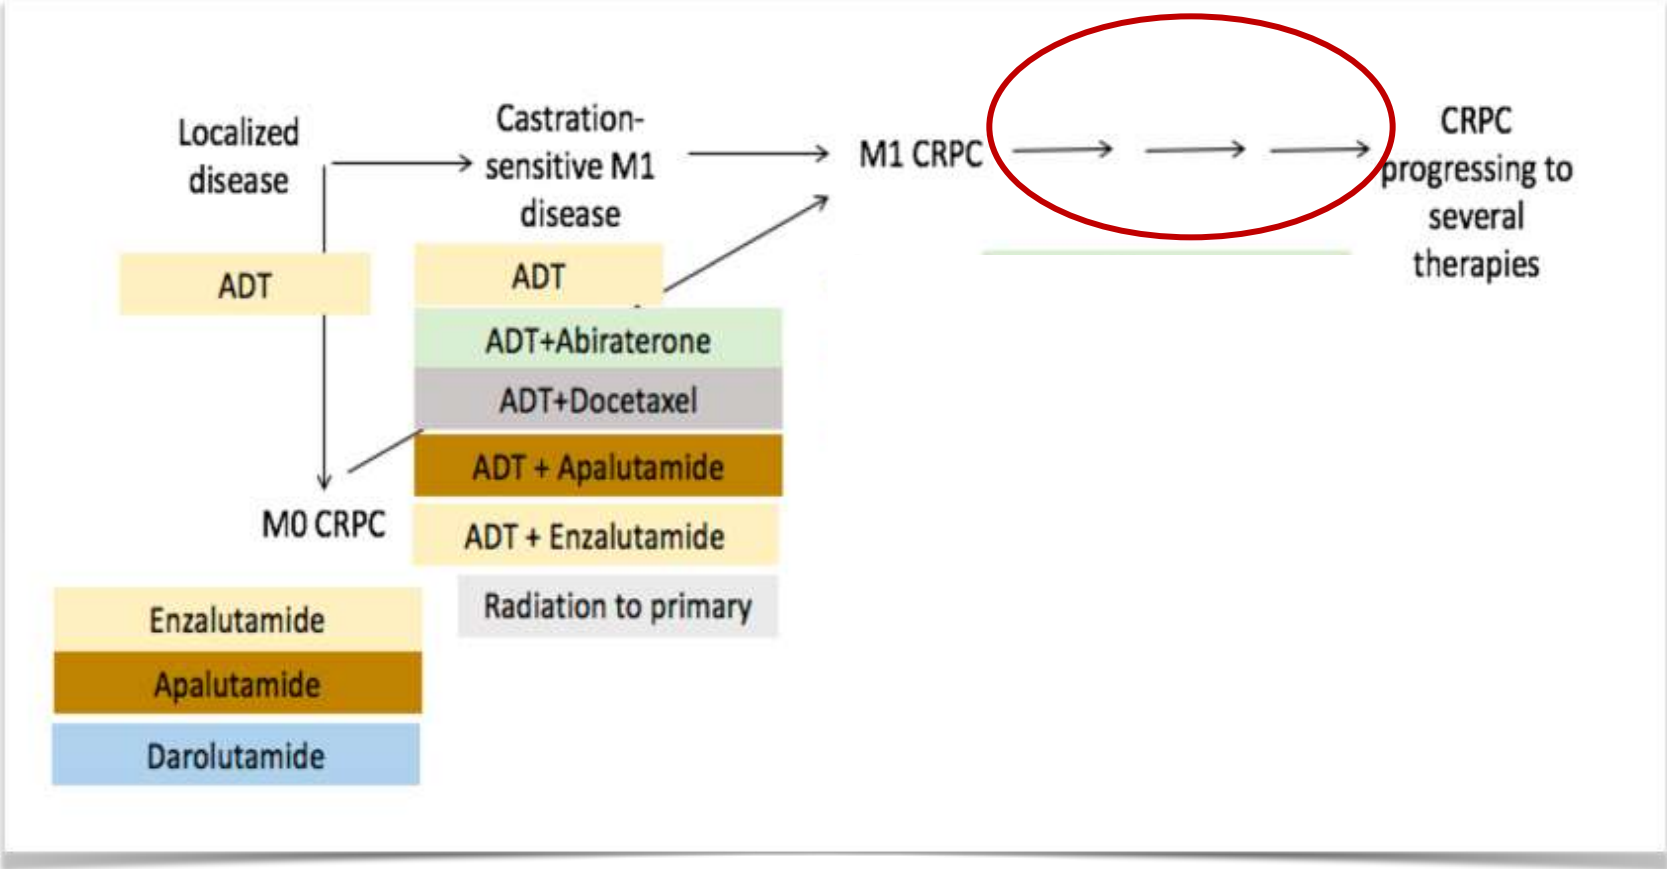 Localized
disease
Castration-
sensitive M1
disease
M1 CRPC
CRPC
progressing to
several
therapies
ADT
ADT
ADT+Abiraterone
ADT+Docetaxel
ADT + Apalutamide
ADT + Enzalutamide
Radiation to primary
M0 CRPC
Enzalutamide
Apalutamide
Darolutamide